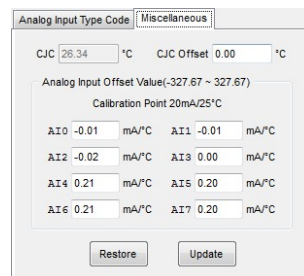 Analog Input Type Code Miscellaneous
CJC 26.34 °C CJC Offset 0.00 °C
Analog Input Offset Value(-327.67 ~ 327.67)
Calibration Point 20mA/25°C
AI0 -0.01 mA/°C AI1 -0.01 mA/°C
AI2 -0.02 mA/°C AI3 0.00 mA/°C
AI4 0.21 mA/°C AI5 0.20 mA/°C
AI6 0.21 mA/°C AI7 0.20 mA/°C
Restore Update